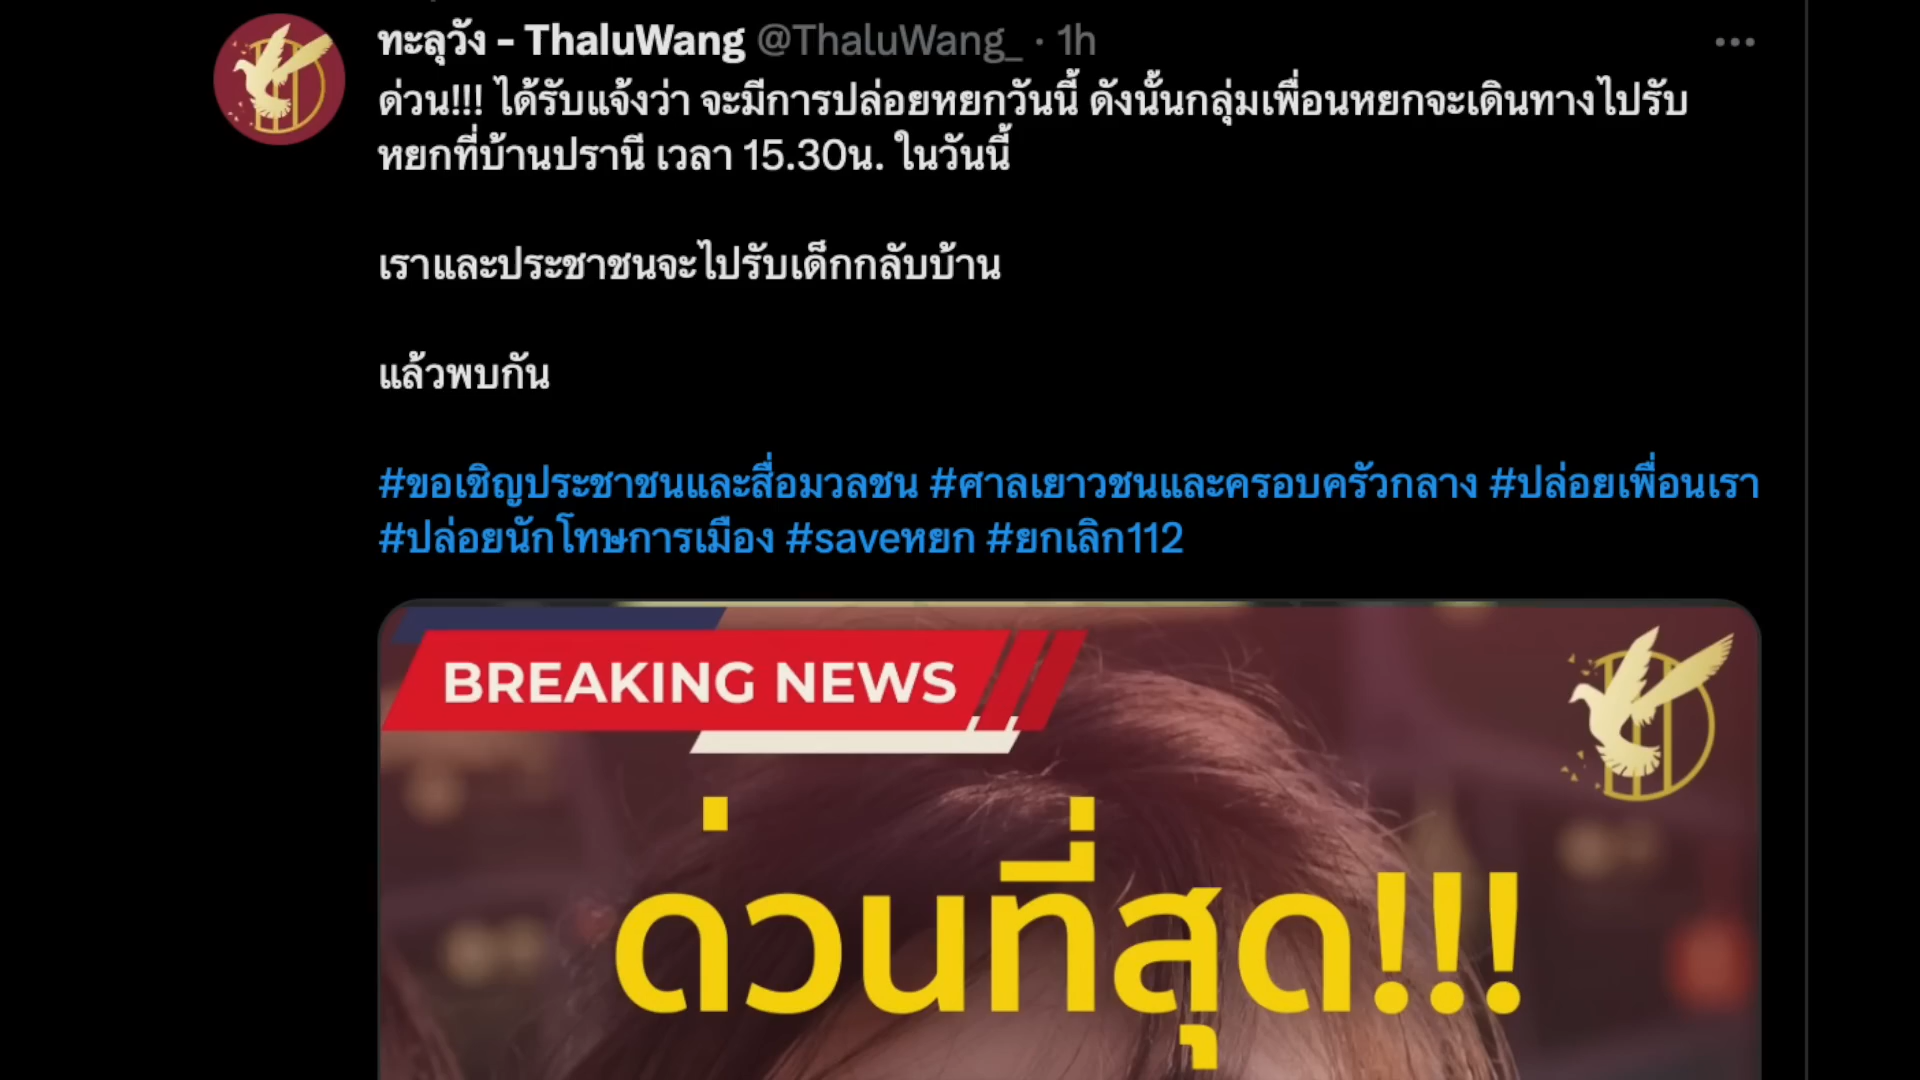 ทะลุวัง - ThaluWang @ThaluWang_ · 1h
ด่วน!!! ได้รับแจ้งว่า จะมีการปล่อยหยกวันนี้ ดังนั้นกลุ่มเพื่อนหยกจะเดินทางไปรับ
หยกที่บ้านปรานี เวลา 15.30น. ในวันนี้
เราและประชาชนจะไปรับเด็กกลับบ้าน
แล้วพบกัน
#ขอเชิญประชาชนและสื่อมวลชน #ศาลเยาวชนและครอบครัวกลาง #ปล่อยเพื่อนเรา
#ปล่อยนักโทษการเมือง #saveหยก #ยกเลิก112
BREAKING NEWS
ด่วนที่สุด!!!